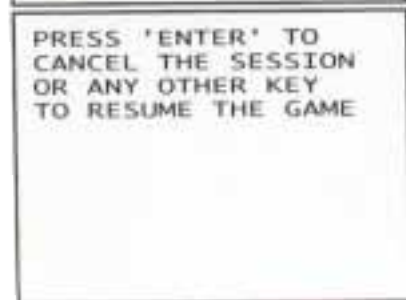 PRESS 'ENTER' TO
CANCEL THE SESSION
OR ANY OTHER KEY
TO RESUME THE GAME